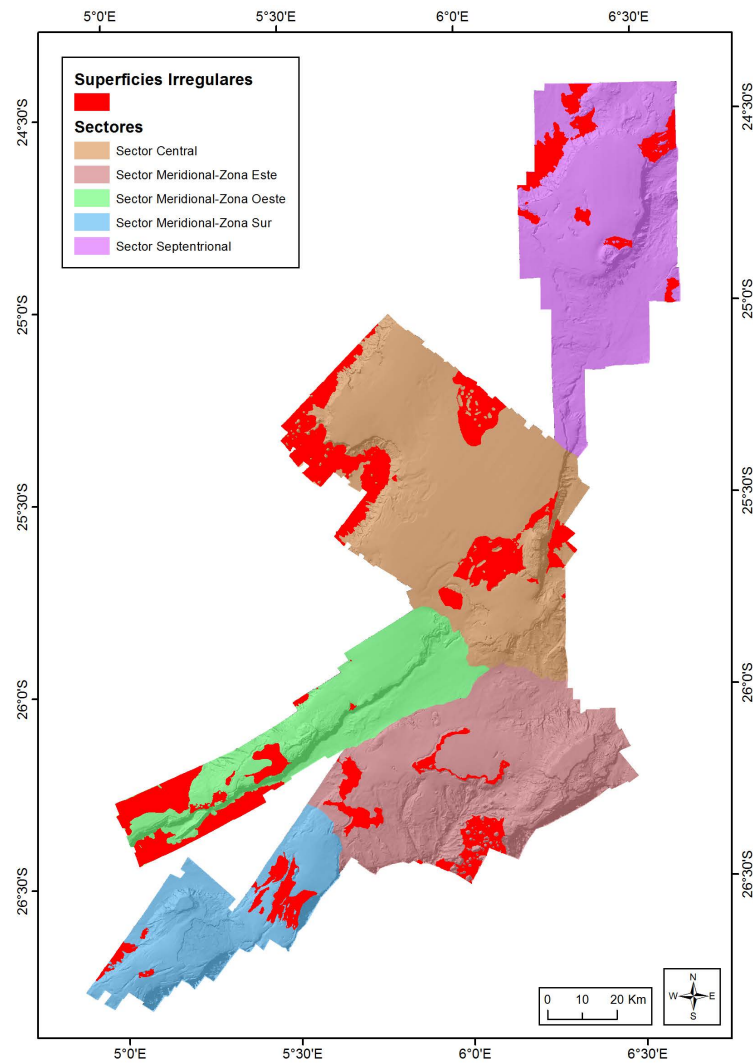 5°0'E 5°30'E 6°0'E 6°30'E
Superficies Irregulares
Sectores
Sector Central
Sector Meridional-Zona Este
Sector Meridional-Zona Oeste
Sector Meridional-Zona Sur
Sector Septentrional
24°30'S 24°30'S
25°0'S 25°0'S
25°30'S 25°30'S
26°0'S 26°0'S
26°30'S 26°30'S
0 10 20 Km
N
W E
S
5°0'E 5°30'E 6°0'E 6°30'E